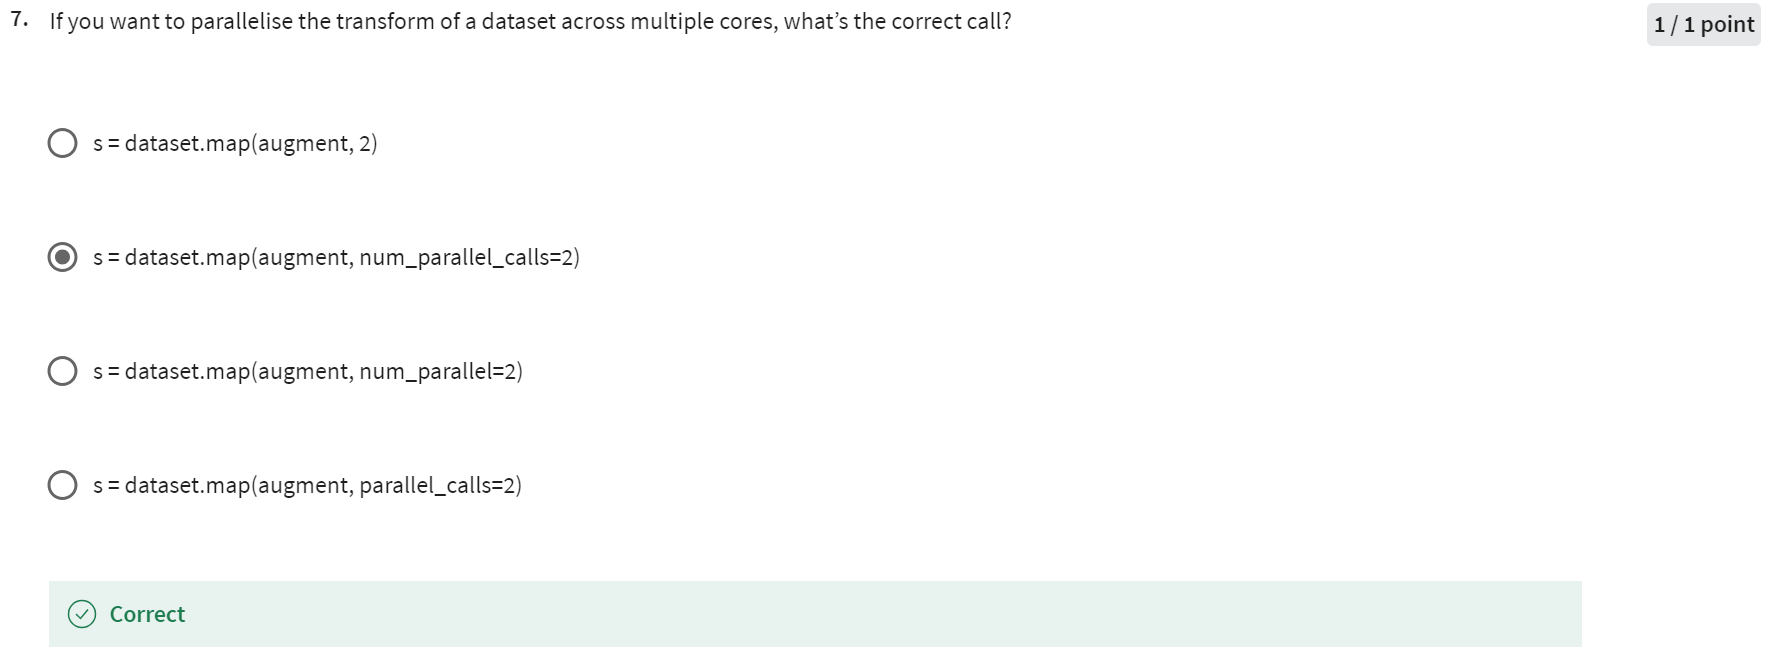 7. If you want to parallelise the transform of a dataset across multiple cores, what’s the correct call?
1 / 1 point
s = dataset.map(augment, 2)
s = dataset.map(augment, num_parallel_calls=2)
s = dataset.map(augment, num_parallel=2)
s = dataset.map(augment, parallel_calls=2)
Correct